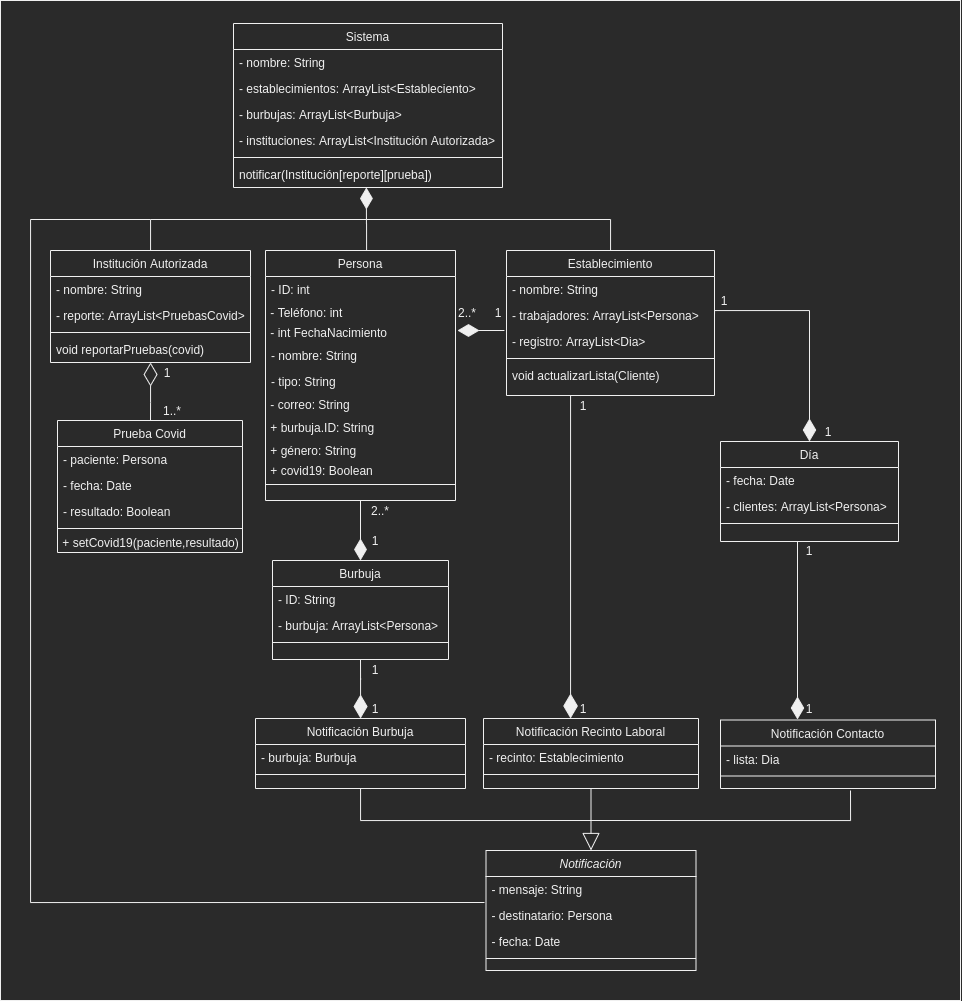 Sistema
- nombre: String
- establecimientos: ArrayList<Estableciento>
- burbujas: ArrayList<Burbuja>
- instituciones: ArrayList<Institución Autorizada>
notificar(Institución[reporte][prueba])
Institución Autorizada
- nombre: String
- reporte: ArrayList<PruebasCovid>
void reportarPruebas(covid)
1
1..*
Prueba Covid
- paciente: Persona
- fecha: Date
- resultado: Boolean
+ setCovid19(paciente,resultado)
Persona
- ID: int
- Teléfono: int
- int FechaNacimiento
- nombre: String
- tipo: String
- correo: String
+ burbuja.ID: String
+ género: String
+ covid19: Boolean
2..*
1
Establecimiento
- nombre: String
- trabajadores: ArrayList<Persona>
- registro: ArrayList<Dia>
void actualizarLista(Cliente)
1
1
1
Día
- fecha: Date
- clientes: ArrayList<Persona>
2..*
1
Burbuja
- ID: String
- burbuja: ArrayList<Persona>
1
1
1
1
1
Notificación Burbuja
- burbuja: Burbuja
Notificación Recinto Laboral
- recinto: Establecimiento
Notificación Contacto
- lista: Dia
Notificación
- mensaje: String
- destinatario: Persona
- fecha: Date